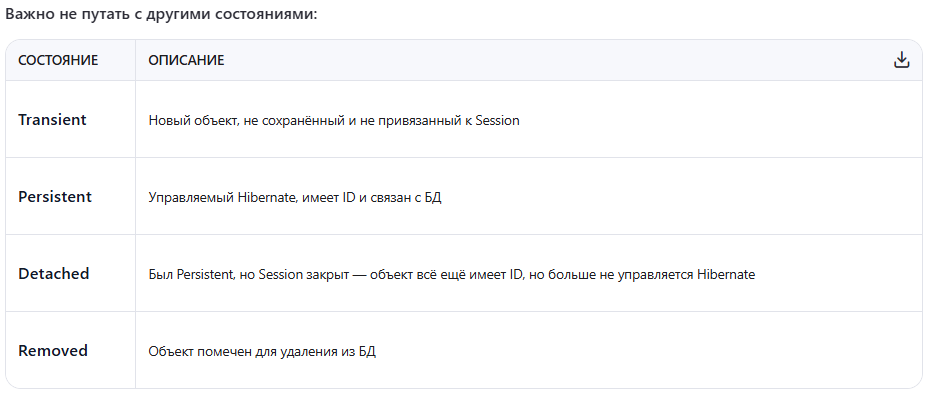 Важно не путать с другими состояниями:
СОСТОЯНИЕ ОПИСАНИЕ
Transient Новый объект, не сохранённый и не привязанный к Session
Persistent Управляемый Hibernate, имеет ID и связан с БД
Detached Был Persistent, но Session закрыт — объект всё ещё имеет ID, но больше не управляется Hibernate
Removed Объект помечен для удаления из БД